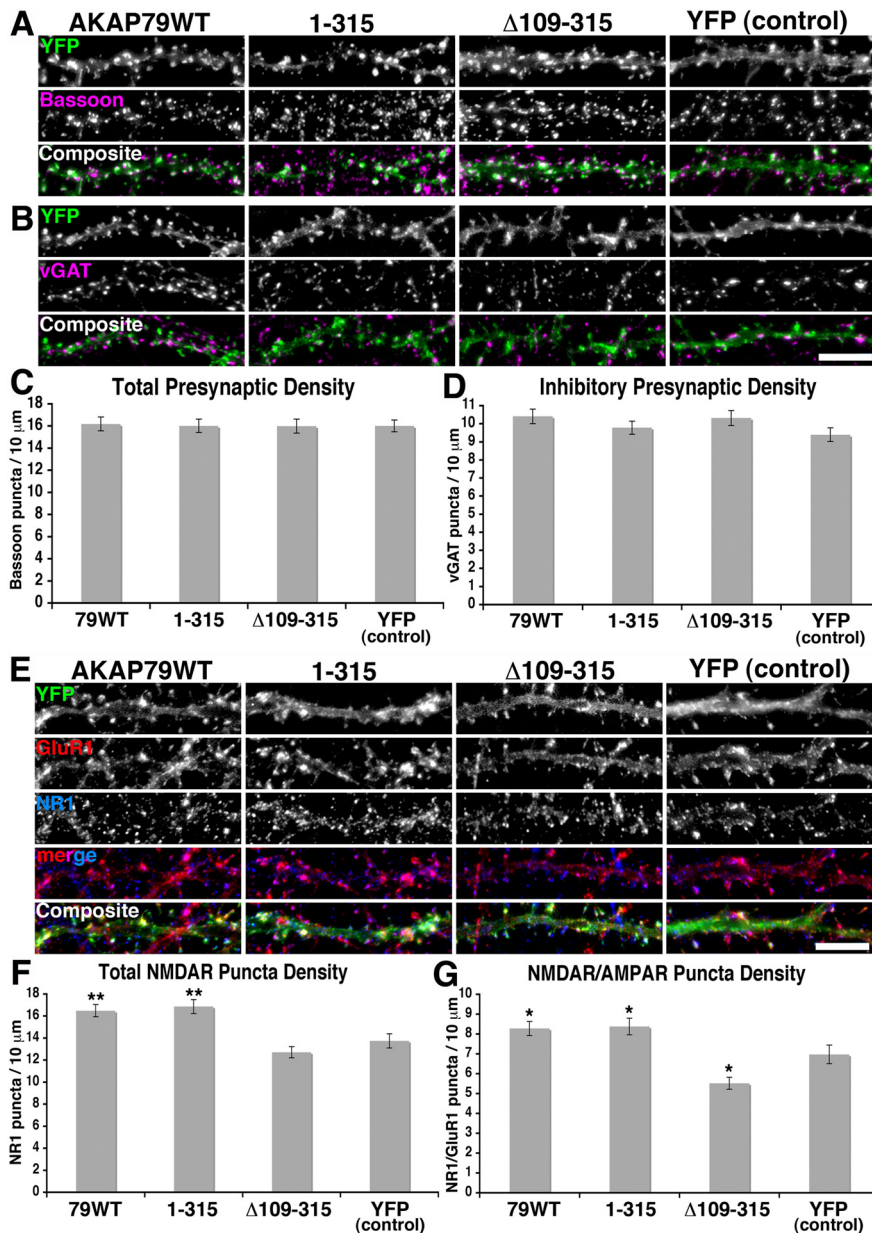 A
AKAP79WT 1-315 Δ109-315 YFP (control)
YFP
Bassoon
Composite
B
YFP
vGAT
Composite
C
Total Presynaptic Density
Bassoon puncta / 10 µm
18
16
14
12
10
8
6
4
2
0
79WT 1-315 Δ109-315 YFP
(control)
D
Inhibitory Presynaptic Density
vGAT puncta / 10 µm
11
10
9
8
7
6
5
4
3
2
1
0
79WT 1-315 Δ109-315 YFP
(control)
E
AKAP79WT 1-315 Δ109-315 YFP (control)
YFP
GluR1
NR1
merge
Composite
F
Total NMDAR Puncta Density
NR1 puncta / 10 µm
18
16
14
12
10
8
6
4
2
0
** **
79WT 1-315 Δ109-315 YFP
(control)
G
NMDAR/AMPAR Puncta Density
NR1/GluR1 puncta / 10 µm
10
9
8
7
6
5
4
3
2
1
0
* * *
79WT 1-315 Δ109-315 YFP
(control)